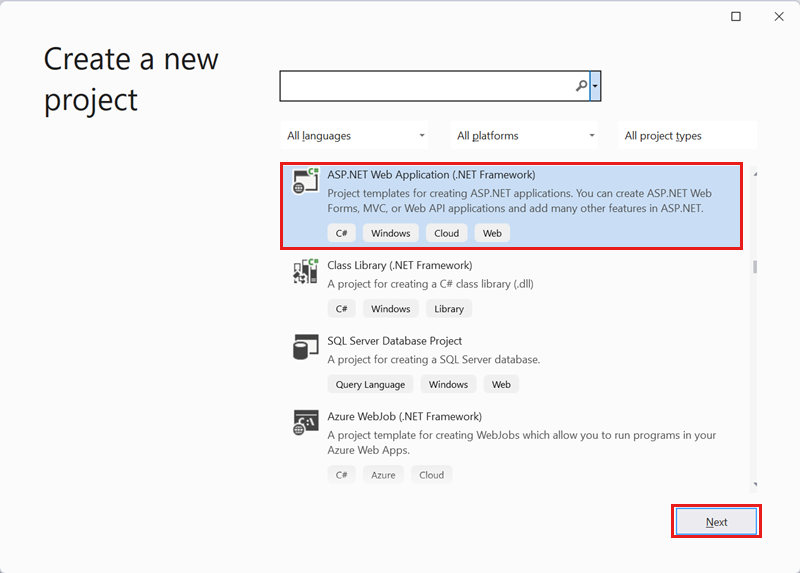 Create a new
project
All languages
All platforms
All project types
ASP.NET Web Application (.NET Framework)
Project templates for creating ASP.NET applications. You can create ASP.NET Web
Forms, MVC, or Web API applications and add many other features in ASP.NET.
C#
Windows
Cloud
Web
Class Library (.NET Framework)
A project for creating a C# class library (.dll)
C#
Windows
Library
SQL Server Database Project
A project for creating a SQL Server database.
Query Language
Windows
Web
Azure WebJob (.NET Framework)
A project template for creating WebJobs which allow you to run programs in your
Azure Web Apps.
C#
Azure
Cloud
Next